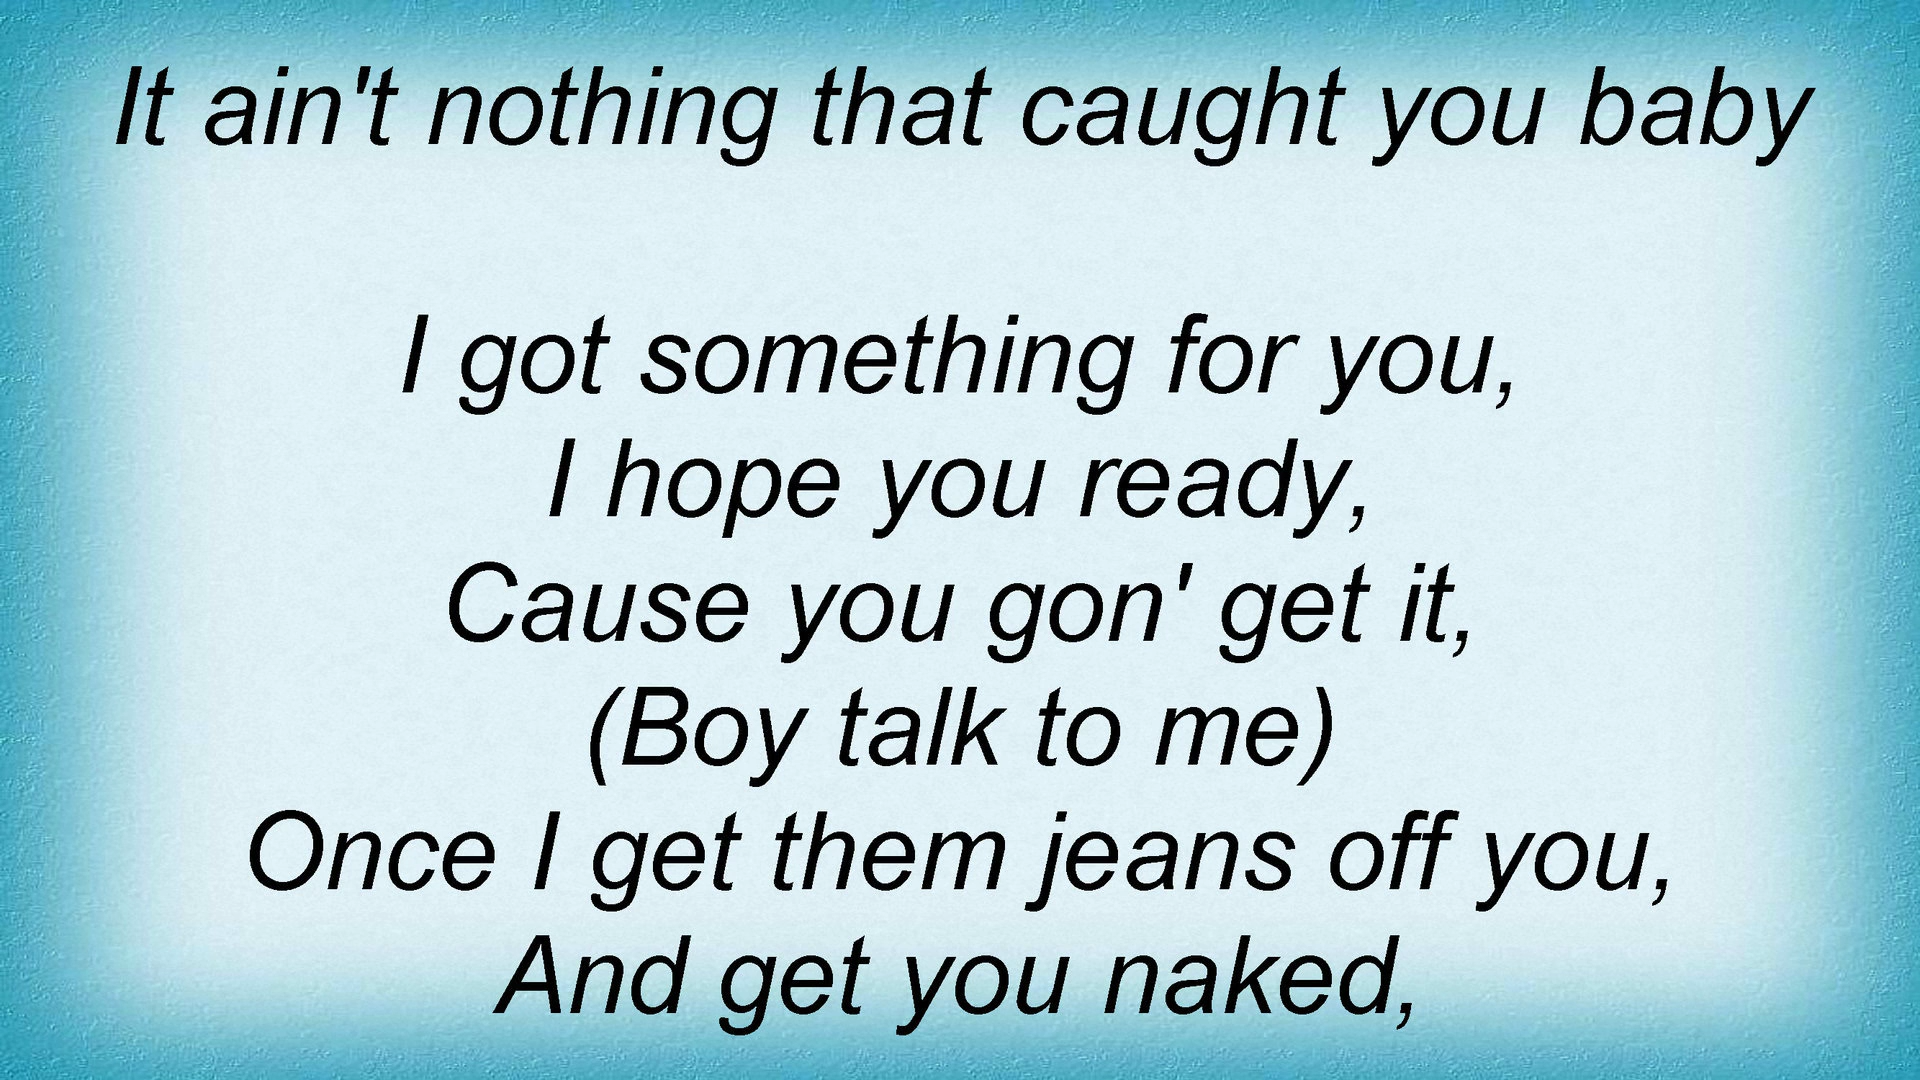 It ain't nothing that caught you baby
I got something for you,
I hope you ready,
Cause you gon' get it,
(Boy talk to me)
Once I get them jeans off you,
And get you naked,